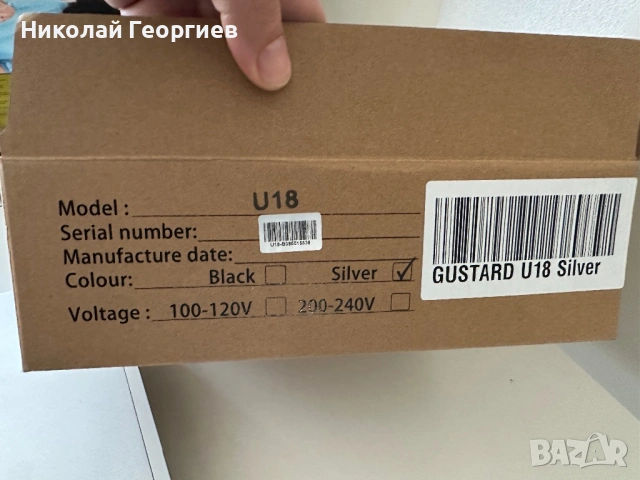 Николай Георгиев
Model : U18
Serial number:
Manufacture date:
Colour: Black Silver
Voltage : 100-120V 200-240V
GUSTARD U18 Silver
BAZAR